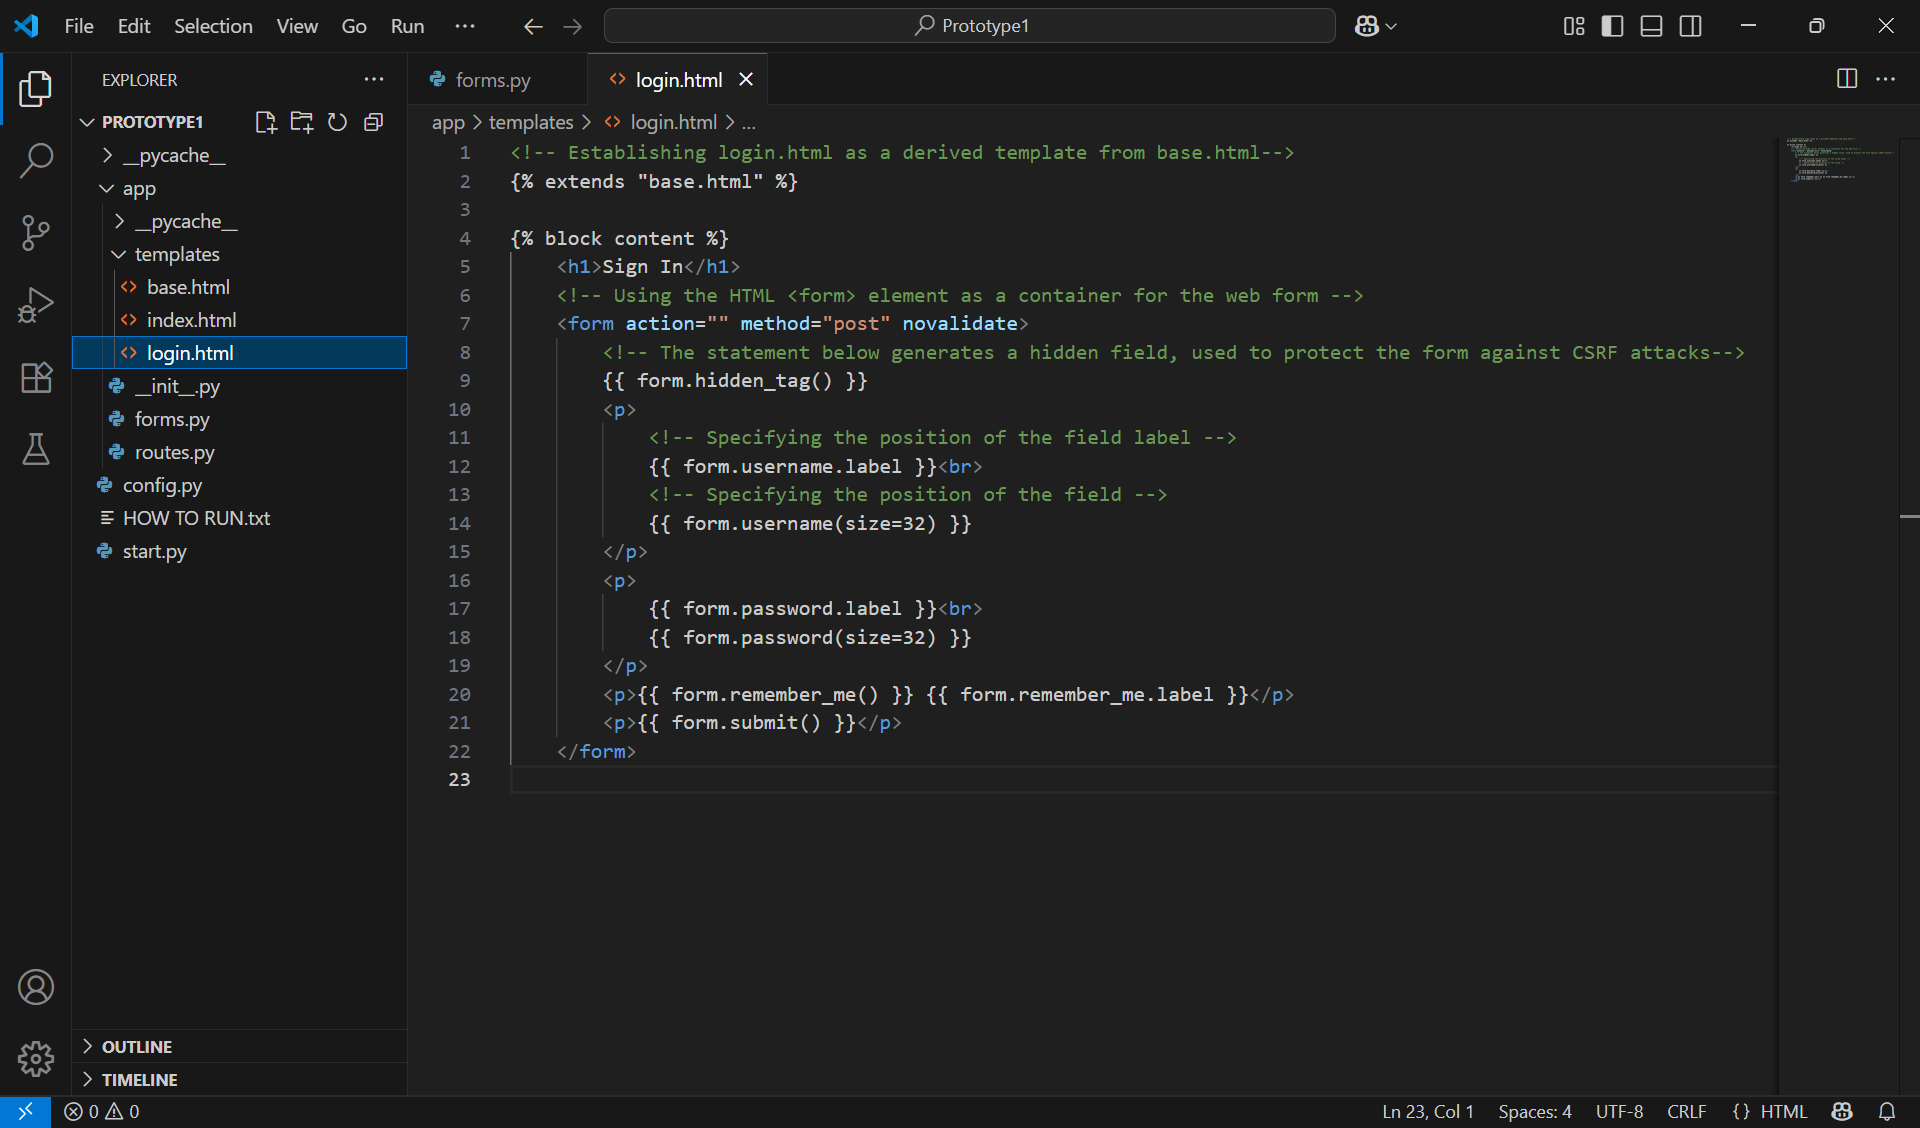 File Edit Selection View Go Run ··· Prototype1
EXPLORER ···
PROTOTYPE1
__pycache__
app
__pycache__
templates
base.html
index.html
login.html
__init__.py
forms.py
routes.py
config.py
HOW TO RUN.txt
start.py
OUTLINE
TIMELINE
forms.py login.html
app > templates > login.html > ...
1 <!-- Establishing login.html as a derived template from base.html-->
2 {% extends "base.html" %}
3
4 {% block content %}
5 <h1>Sign In</h1>
6 <!-- Using the HTML <form> element as a container for the web form -->
7 <form action="" method="post" novalidate>
8 <!-- The statement below generates a hidden field, used to protect the form against CSRF attacks-->
9 {{ form.hidden_tag() }}
10 <p>
11 <!-- Specifying the position of the field label -->
12 {{ form.username.label }}<br>
13 <!-- Specifying the position of the field -->
14 {{ form.username(size=32) }}
15 </p>
16 <p>
17 {{ form.password.label }}<br>
18 {{ form.password(size=32) }}
19 </p>
20 <p>{{ form.remember_me() }} {{ form.remember_me.label }}</p>
21 <p>{{ form.submit() }}</p>
22 </form>
23
0 0 Ln 23, Col 1 Spaces: 4 UTF-8 CRLF {} HTML